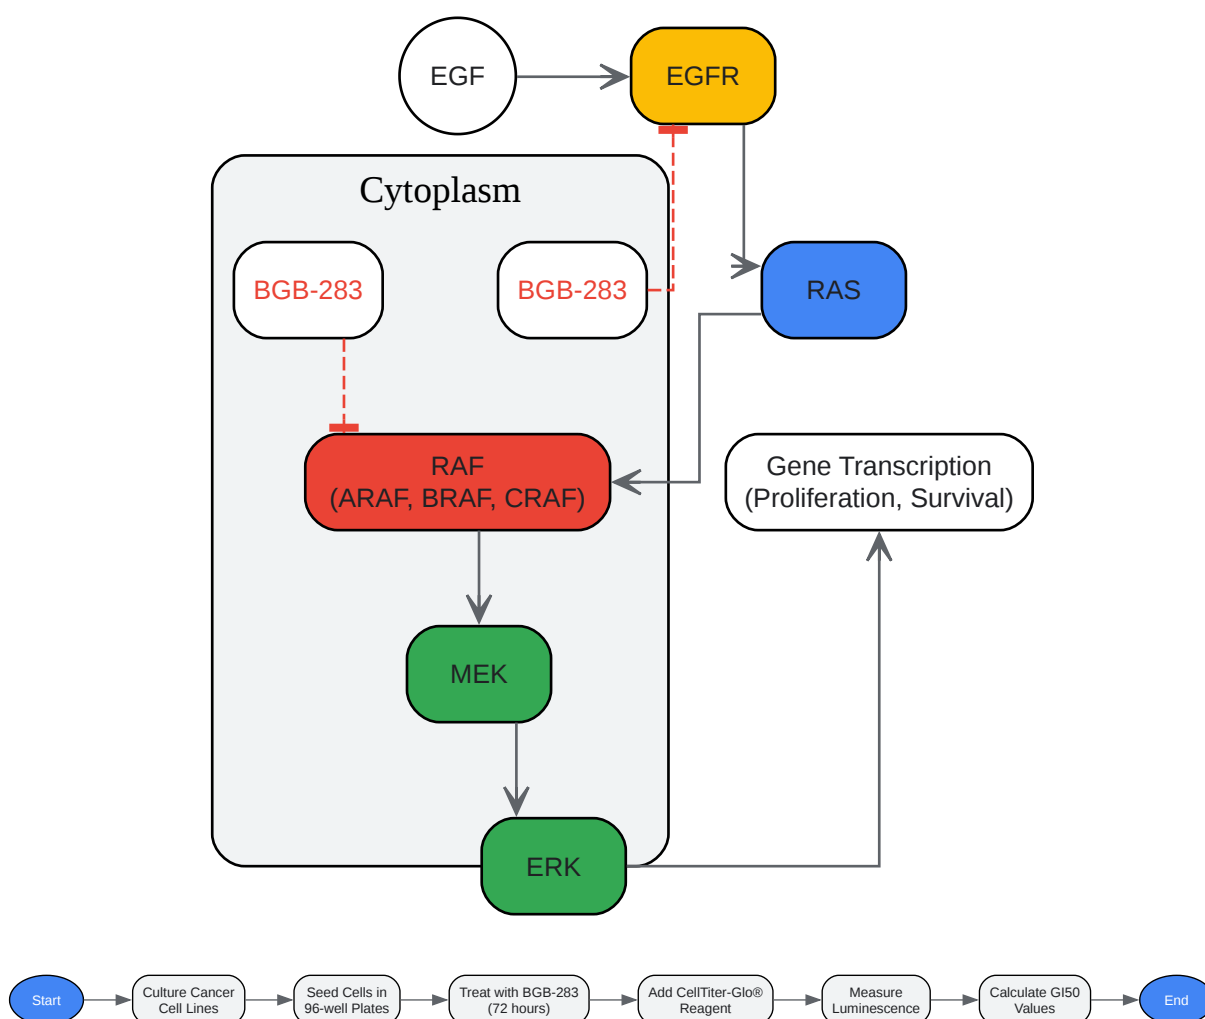 EGF
EGFR
Cytoplasm
BGB-283
BGB-283
RAS
RAF
(ARAF, BRAF, CRAF)
Gene Transcription
(Proliferation, Survival)
MEK
ERK
Start
Culture Cancer
Cell Lines
Seed Cells in
96-well Plates
Treat with BGB-283
(72 hours)
Add CellTiter-Glo®
Reagent
Measure
Luminescence
Calculate GI50
Values
End